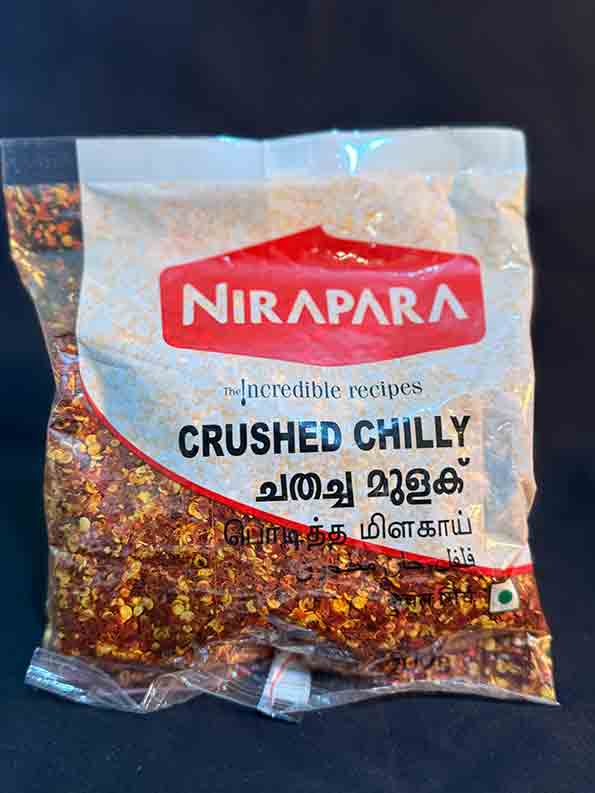 NIRAPARA
The Incredible recipes
CRUSHED CHILLY
ചതച്ച മുളക്
பொடித்த மிளகாய்